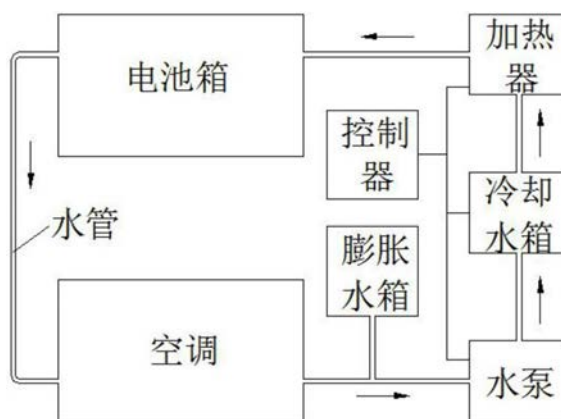 电池箱
加热
器
控制
器
冷却
水箱
水管
膨胀
水箱
空调
水泵